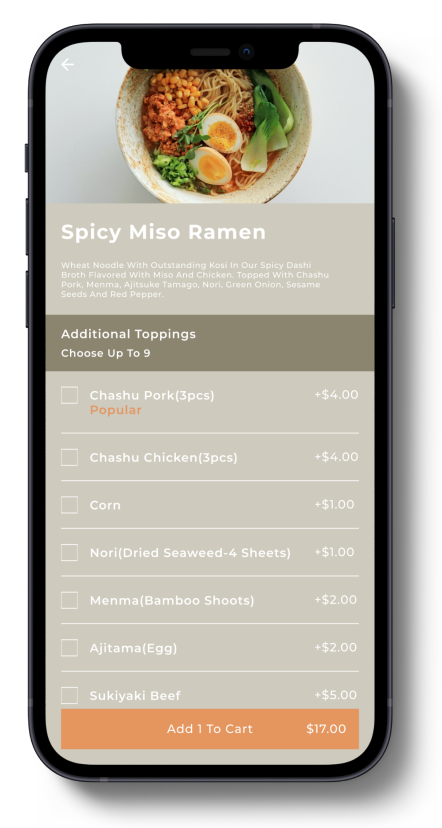 Spicy Miso Ramen
Wheat Noodle With Outstanding Kosi In Our Spicy Dashi
Broth Flavored With Miso And Chicken. Topped With Chashu
Pork, Menma, Ajitsuke Tamago, Nori. Green Onion, Sesame
Seeds And Red Pepper.
Additional Toppings
Choose Up To 9
Chashu Pork(3pcs) +$4.00
Popular
Chashu Chicken(3pcs) +$4.00
Corn +$1.00
Nori(Dried Seaweed-4 Sheets) +$1.00
Menma(Bamboo Shoots) +$2.00
Ajitama(Egg) +$2.00
Sukiyaki Beef +$5.00
Add 1 To Cart $17.00